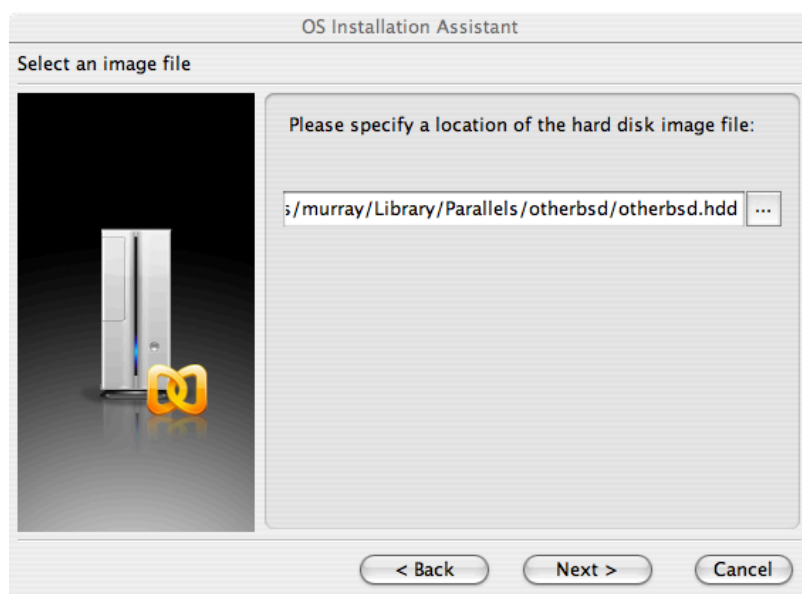 OS Installation Assistant
Select an image file
Please specify a location of the hard disk image file:
s/murray/Library/Parallels/otherbsd/otherbsd.hdd ...
< Back Next > Cancel